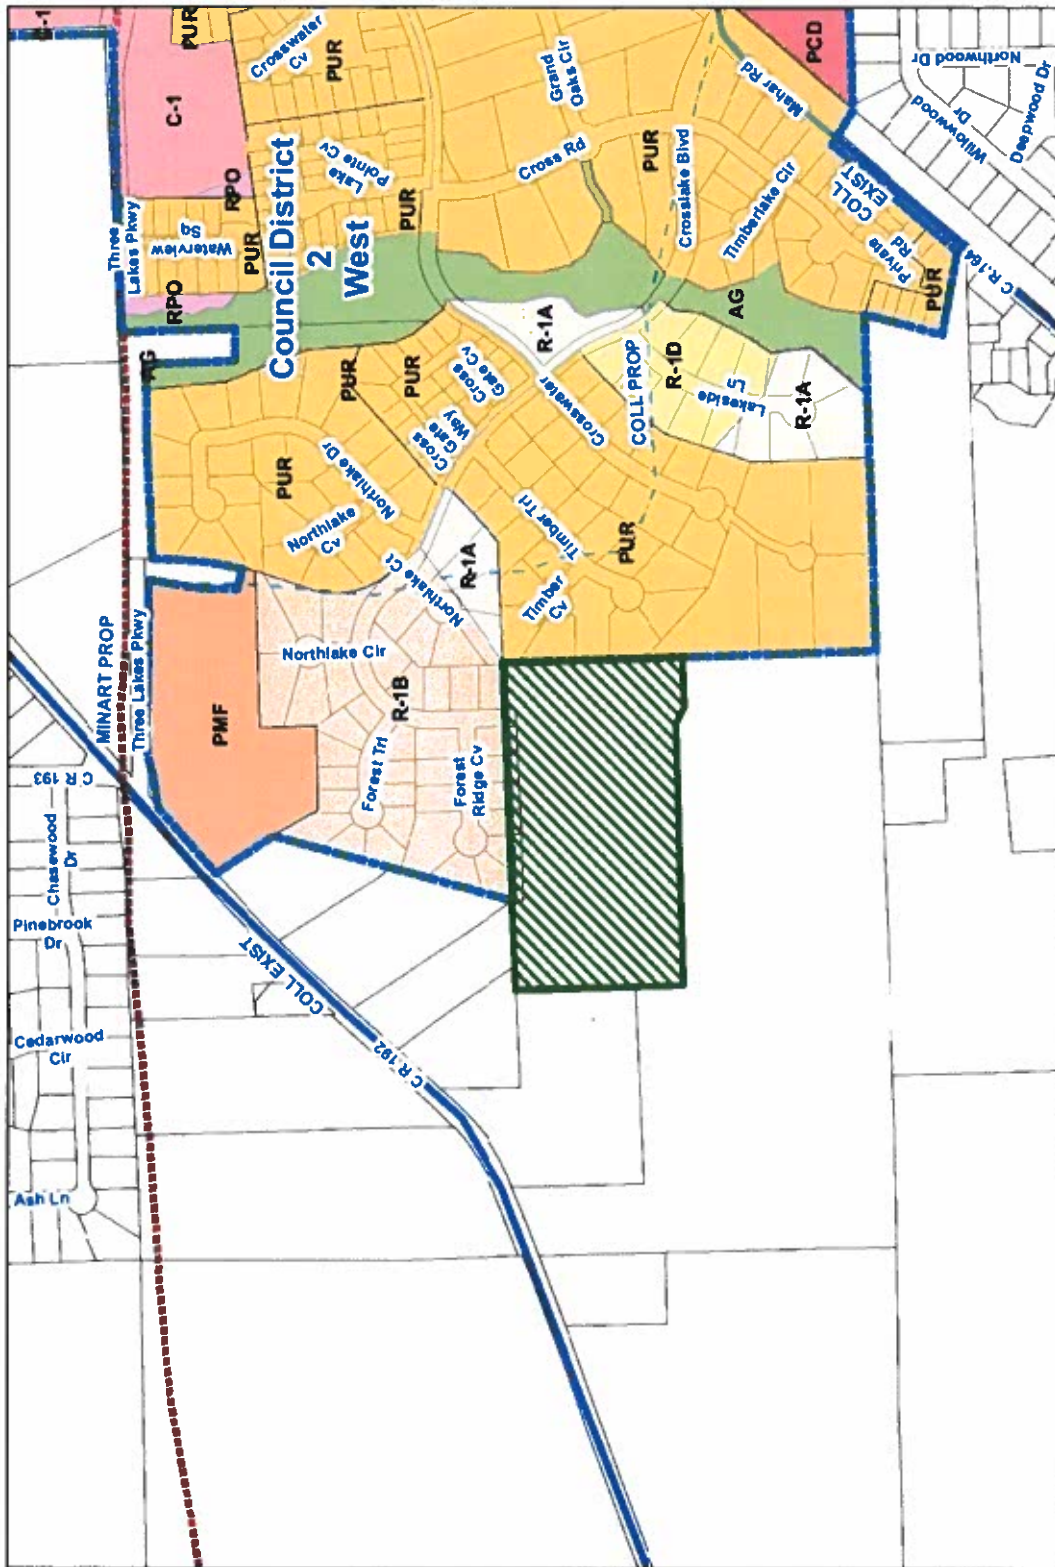 C-1
PUR
Crosswater
Cv
PUR
Grand
Oaks Cir
PCD
Northwood Dr
Willowwood
Dr
Deepwood Dr
Mahar Rd
Three
Lakes Pkwy
Waterview
Sq
RPO
PUR
Council District
2
West
Lake
Pointe Cv
PUR
Cross Rd
PUR
Crosslake Blvd
Timberlake Cir
COLL
EXIST
Private
Rd
PUR
C R.164
RPO
AG
AG
R-1A
PUR
PUR
Cross
Gate Cv
Cross
Gate
Way
Crosswater
COLL PROP
R-1D
Lakeside
Ln
R-1A
PUR
Northlake Dr
Northlake
Cv
Northlake Ct
R-1A
Timber Trl
PUR
Timber
Cv
MINART PROP
Three Lakes Pkwy
C R 193
PMF
Northlake Cir
R-1B
Forest Trl
Forest
Ridge Cv
Chasewood
Dr
Pinebrook
Dr
COLL EXIST
Cedarwood
Cir
C R.192
Ash Ln